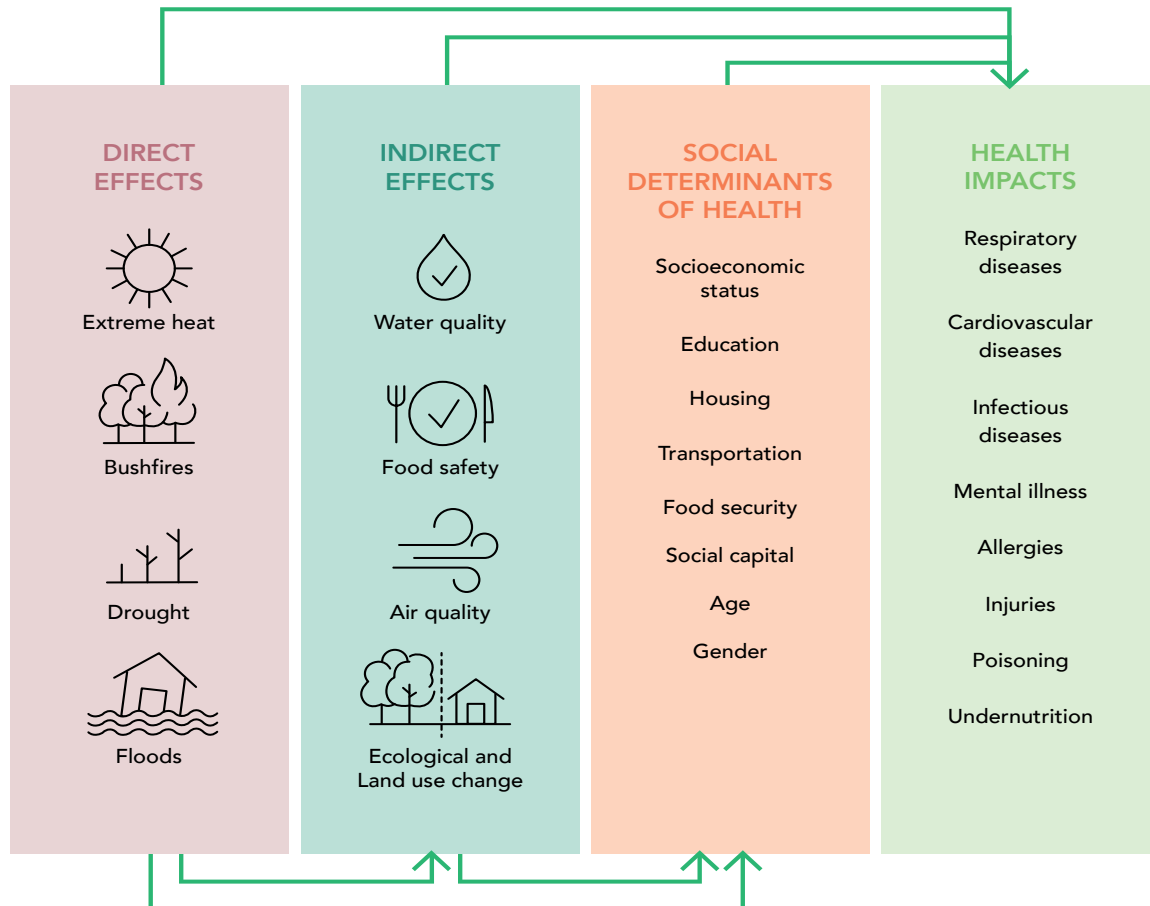 DIRECT
EFFECTS
Extreme heat
Bushfires
Drought
Floods
INDIRECT
EFFECTS
Water quality
Food safety
Air quality
Ecological and
Land use change
SOCIAL
DETERMINANTS
OF HEALTH
Socioeconomic
status
Education
Housing
Transportation
Food security
Social capital
Age
Gender
HEALTH
IMPACTS
Respiratory
diseases
Cardiovascular
diseases
Infectious
diseases
Mental illness
Allergies
Injuries
Poisoning
Undernutrition